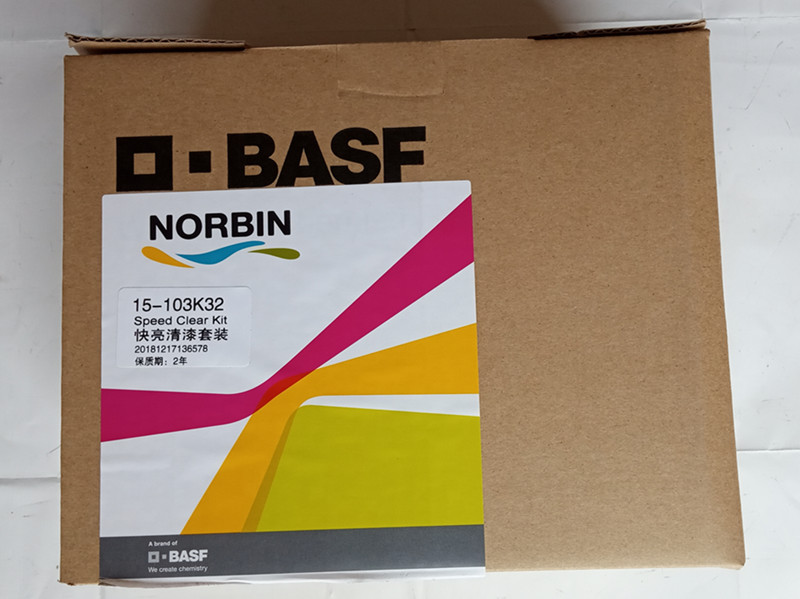 BASF
NORBIN
15-103K32
Speed Clear Kit
快亮清漆套装
20181217136578
保质期：2年
A brand of
BASF
We create chemistry